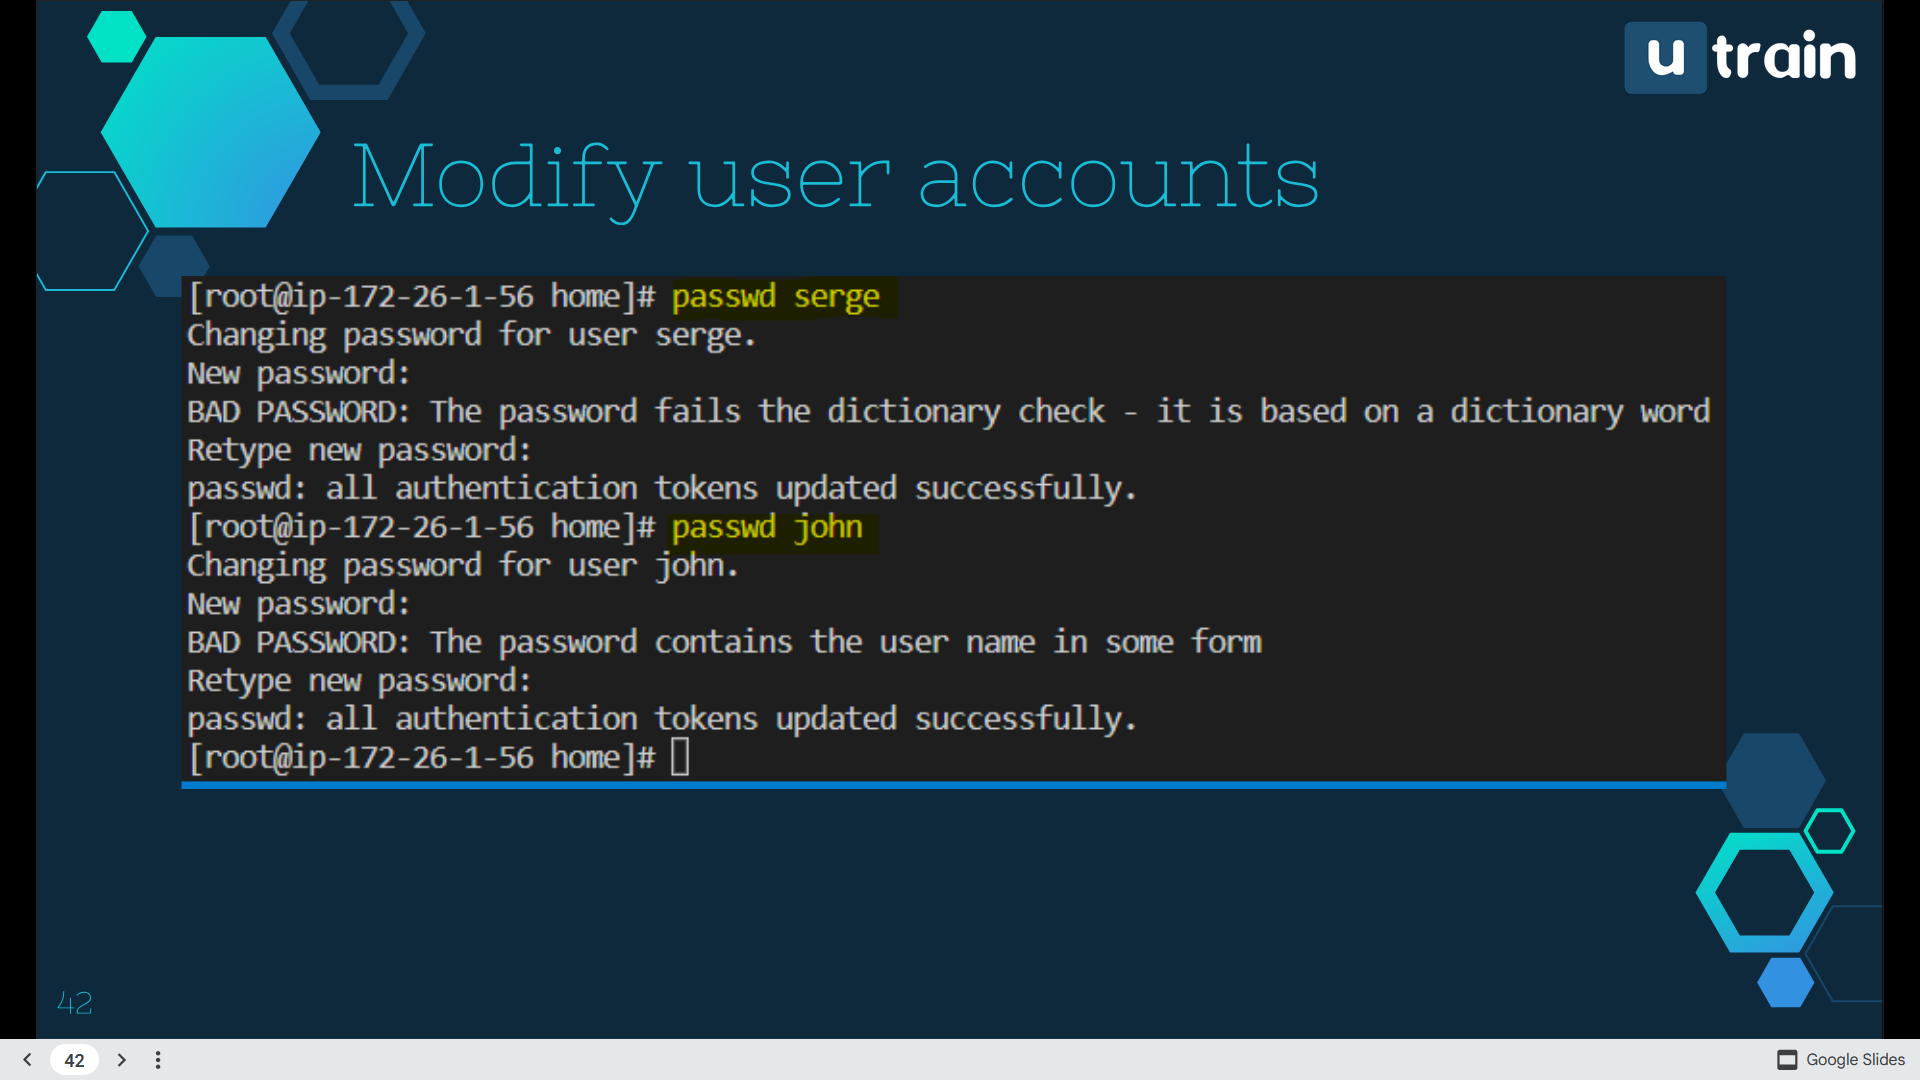 u train
Modify user accounts
[root@ip-172-26-1-56 home]# passwd serge
Changing password for user serge.
New password:
BAD PASSWORD: The password fails the dictionary check - it is based on a dictionary word
Retype new password:
passwd: all authentication tokens updated successfully.
[root@ip-172-26-1-56 home]# passwd john
Changing password for user john.
New password:
BAD PASSWORD: The password contains the user name in some form
Retype new password:
passwd: all authentication tokens updated successfully.
[root@ip-172-26-1-56 home]#
42
42
Google Slides